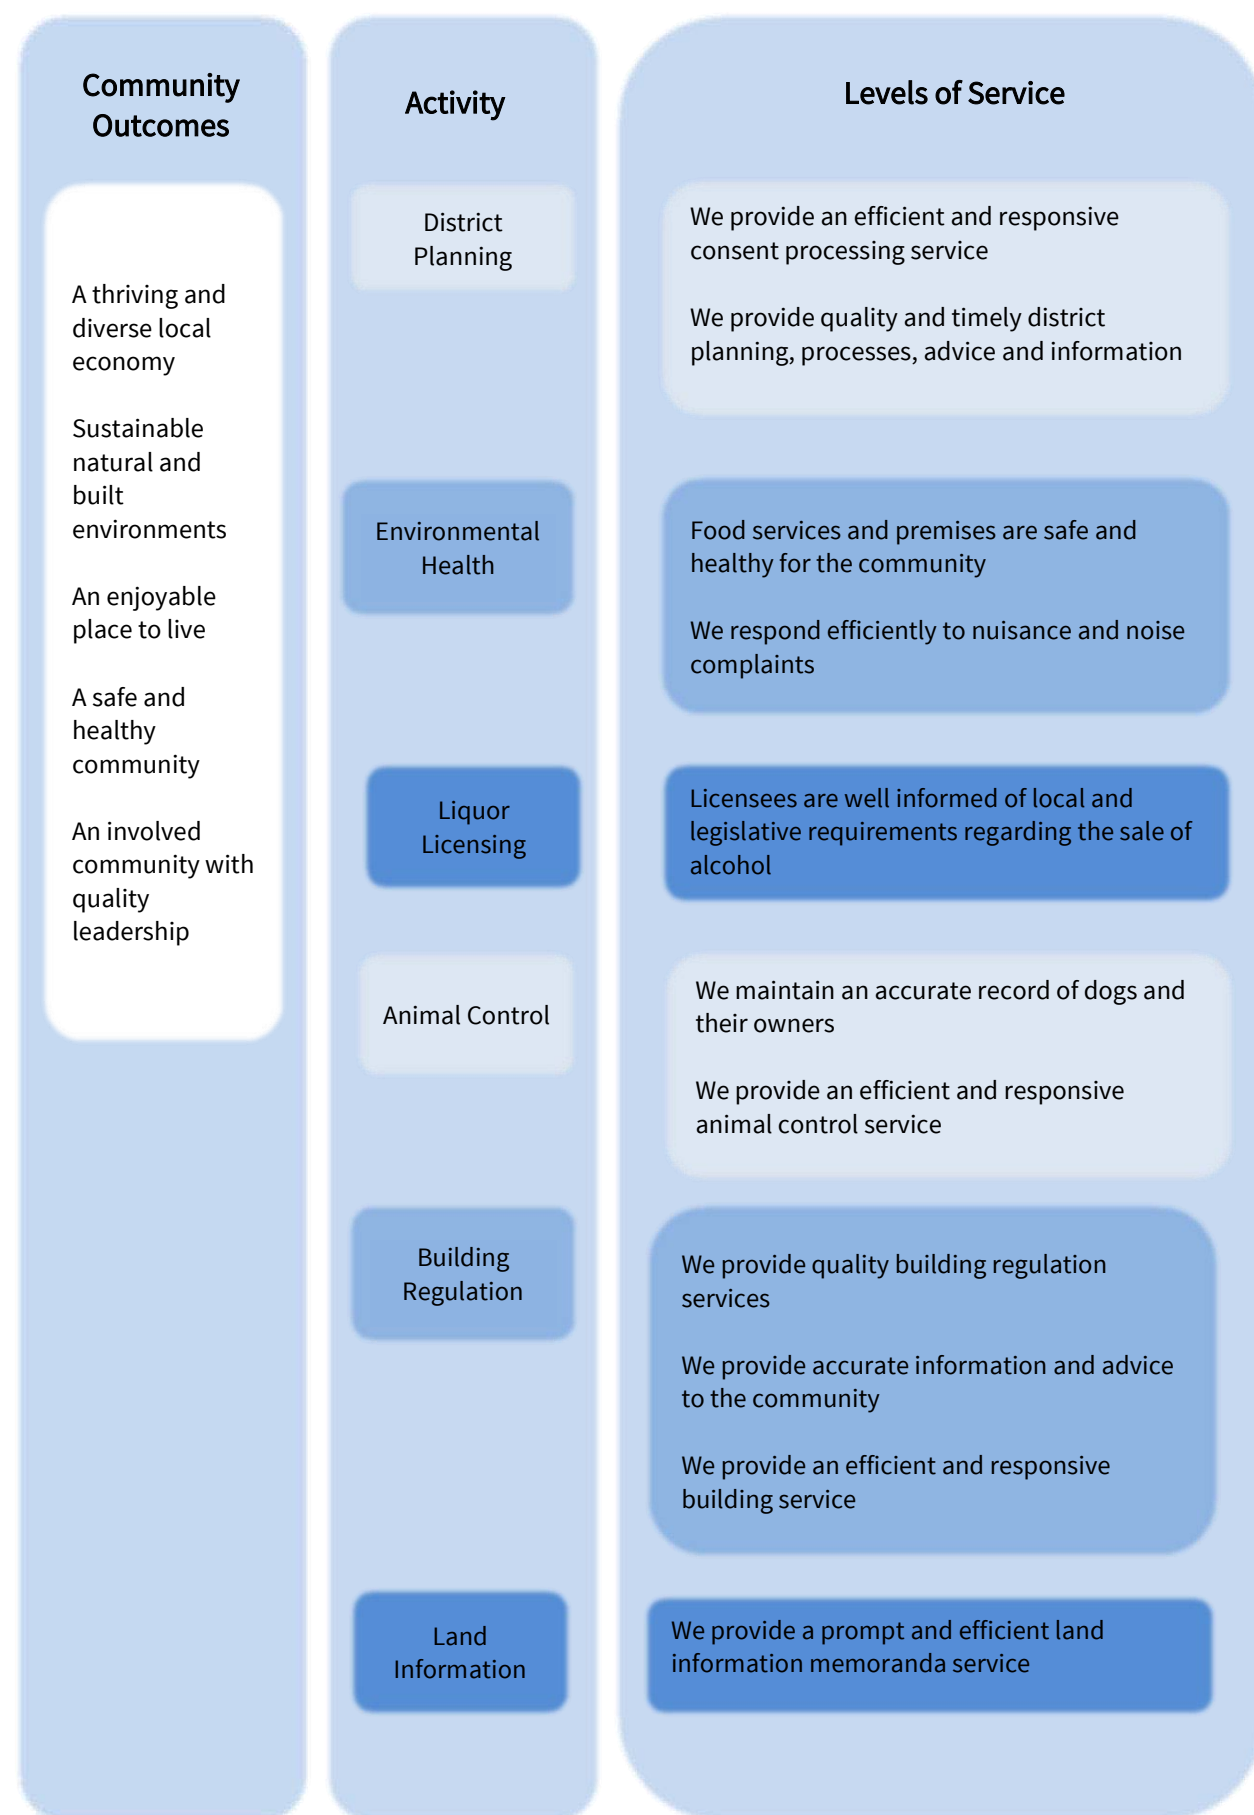 Community
Outcomes
A thriving and
diverse local
economy
Sustainable
natural and
built
environments
An enjoyable
place to live
A safe and
healthy
community
An involved
community with
quality
leadership
Activity
District
Planning
Environmental
Health
Liquor
Licensing
Animal Control
Building
Regulation
Land
Information
Levels of Service
We provide an efficient and responsive
consent processing service
We provide quality and timely district
planning, processes, advice and information
Food services and premises are safe and
healthy for the community
We respond efficiently to nuisance and noise
complaints
Licensees are well informed of local and
legislative requirements regarding the sale of
alcohol
We maintain an accurate record of dogs and
their owners
We provide an efficient and responsive
animal control service
We provide quality building regulation
services
We provide accurate information and advice
to the community
We provide an efficient and responsive
building service
We provide a prompt and efficient land
information memoranda service